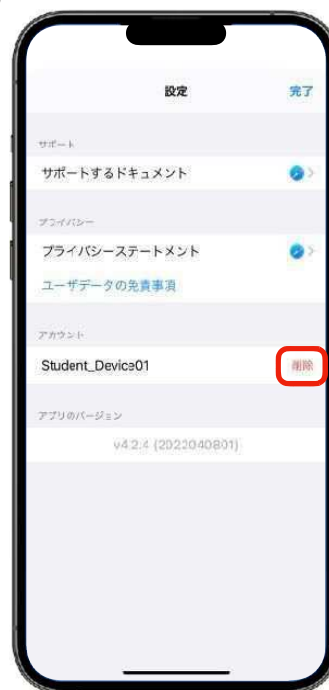 設定
完了
サポート
サポートするドキュメント
プライバシー
プライバシーステートメント
ユーザデータの免責事項
アカウント
Student_Device01
削除
アプリのバージョン
v4.2.4 (2022040801)